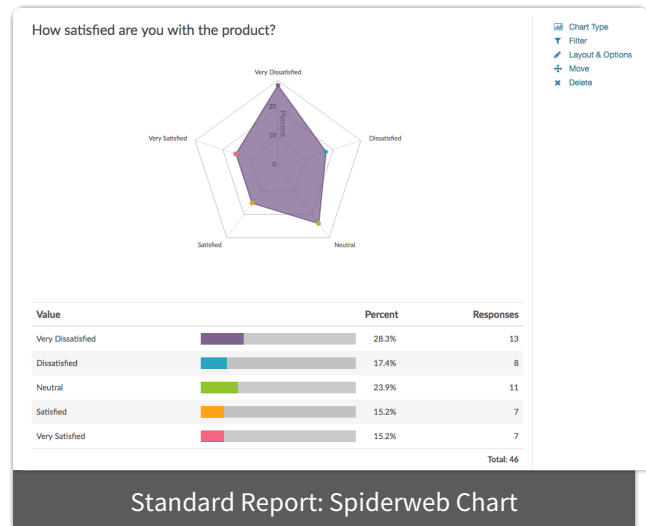 How satisfied are you with the product?
Chart Type
Filter
Layout & Options
Move
Delete
Very Dissatisfied
20
Percent
10
0
Very Satisfied
Dissatisfied
Satisfied
Neutral
Value Percent Responses
Very Dissatisfied 28.3% 13
Dissatisfied 17.4% 8
Neutral 23.9% 11
Satisfied 15.2% 7
Very Satisfied 15.2% 7
Total: 46
Standard Report: Spiderweb Chart